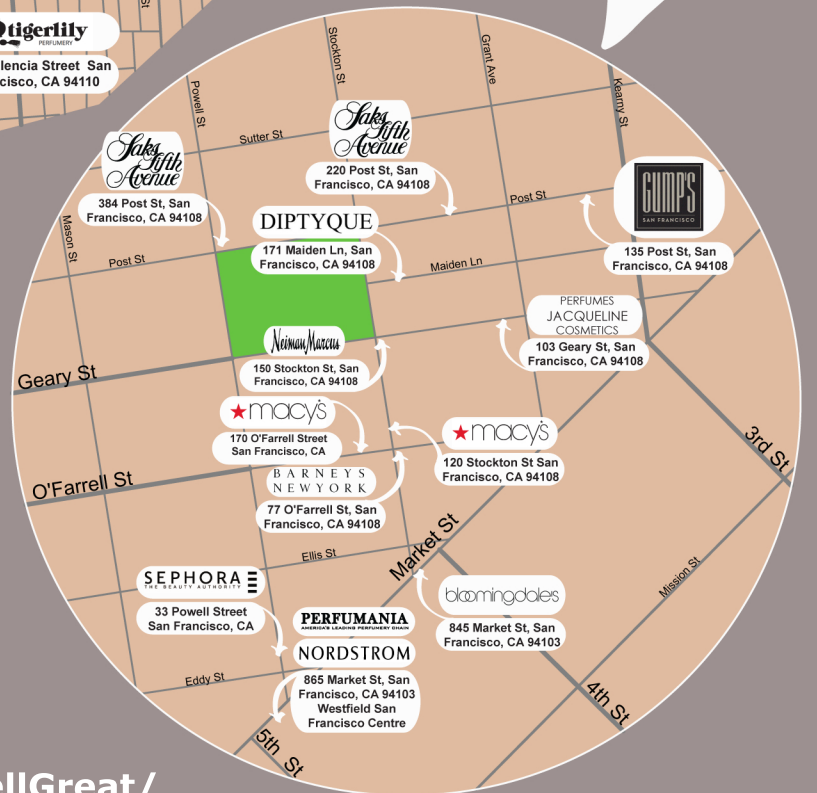 tigerlily
PERFUMERY
lencia Street San
cisco, CA 94110
St
Powell St
Stockton St
Grant Ave
Kearny St
Sutter St
Saks
Fifth
Avenue
384 Post St, San
Francisco, CA 94108
Saks
Fifth
Avenue
220 Post St, San
Francisco, CA 94108
Post St
GUMP'S
SAN FRANCISCO
135 Post St, San
Francisco, CA 94108
Mason St
Post St
DIPTYQUE
171 Maiden Ln, San
Francisco, CA 94108
Maiden Ln
PERFUMES
JACQUELINE
COSMETICS
103 Geary St, San
Francisco, CA 94108
Neiman Marcus
150 Stockton St, San
Francisco, CA 94108
Geary St
macy's
170 O'Farrell Street
San Francisco, CA
macy's
120 Stockton St San
Francisco, CA 94108
3rd St
O'Farrell St
BARNEYS
NEWYORK
77 O'Farrell St, San
Francisco, CA 94108
Market St
Ellis St
Mission St
SEPHORA
THE BEAUTY AUTHORITY
33 Powell Street
San Francisco, CA
bloomingdale's
845 Market St, San
Francisco, CA 94103
PERFUMANIA
AMERICA'S LEADING PERFUMERY CHAIN
NORDSTROM
865 Market St, San
Francisco, CA 94103
Westfield San
Francisco Centre
Eddy St
4th St
5th St
ellGreat/